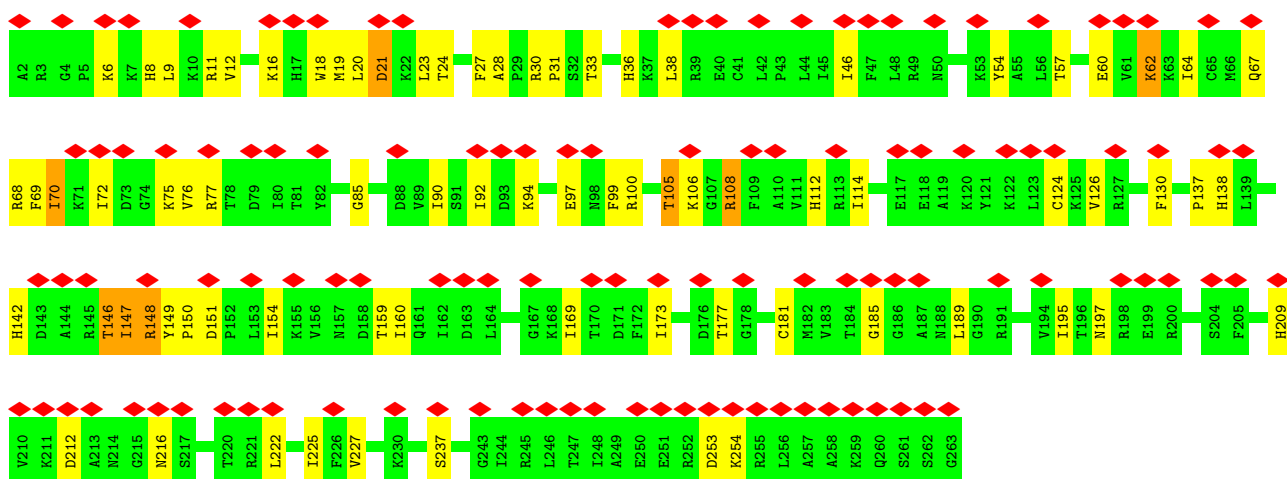 A2 R3 G4 P5 K6 K7 H8 L9 K10 R11 V12 K16 H17 W18 M19 L20 D21 K22 L23 T24 F27 A28 P29 R30 P31 S32 T33 H36 K37 L38 R39 E40 C41 L42 P43 L44 I45 I46 F47 L48 R49 N50 K53 Y54 A55 L56 T57 E60 V61 K62 K63 I64 C65 M66 Q67
R68 F69 I70 K71 I72 D73 G74 K75 V76 R77 T78 D79 I80 T81 Y82 G85 D88 V89 I90 S91 I92 D93 K94 E97 N98 F99 R100 T105 K106 G107 R108 F109 A110 V111 H112 R113 I114 E117 E118 A119 K120 Y121 K122 L123 C124 K125 V126 R127 F130 P137 H138 L139
H142 D143 A144 R145 T146 I147 R148 Y149 P150 D151 P152 L153 I154 K155 V156 N157 D158 T159 I160 Q161 I162 D163 L164 G167 K168 I169 T170 D171 F172 I173 D176 T177 G178 C181 M182 V183 T184 G185 G186 A187 N188 L189 G190 R191 V194 I195 T196 N197 R198 E199 R200 S204 F205 H209
V210 K211 D212 A213 N214 G215 N216 S217 T220 R221 L222 I225 F226 V227 K230 S237 G243 I244 R245 L246 T247 I248 A249 E250 E251 R252 D253 K254 R255 L256 A257 A258 K259 Q260 S261 S262 G263